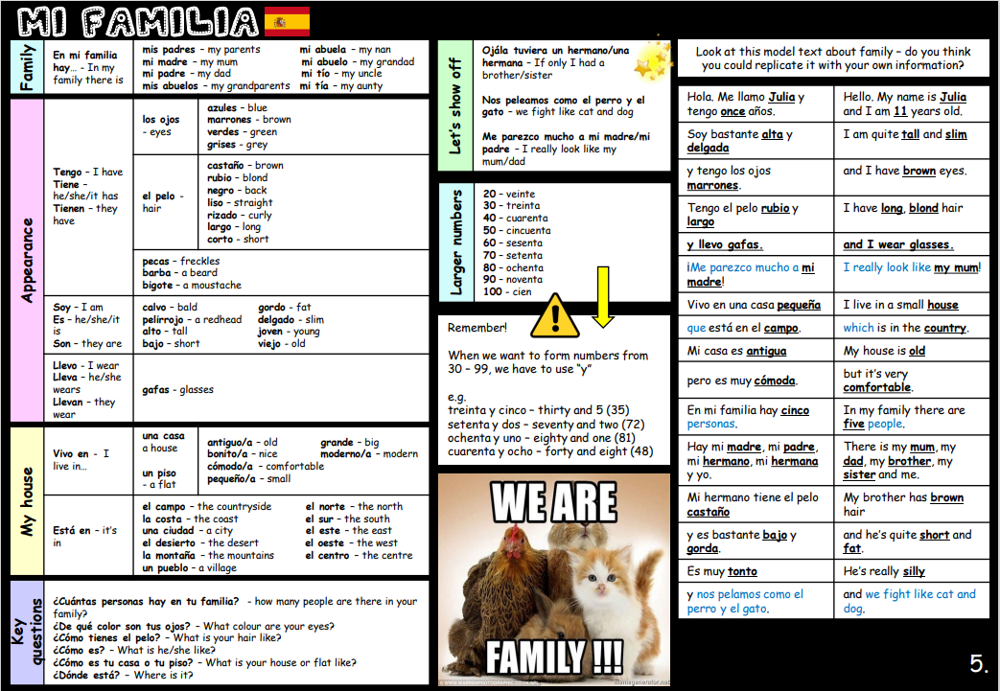 MI FAMILIA
Family
En mi familia
hay... - In my
family there is
mis padres – my parents
mi madre – my mum
mi padre – my dad
mis abuelos – my grandparents
mi abuela – my nan
mi abuelo – my grandad
mi tío – my uncle
mi tía – my aunty
Appearance
Tengo – I have
Tiene –
he/she/it has
Tienen – they
have
los ojos
- eyes
azules – blue
marrones - brown
verdes – green
grises - grey
el pelo -
hair
castaño – brown
rubio – blond
negro – back
liso – straight
rizado – curly
largo – long
corto - short
pecas – freckles
barba – a beard
bigote – a moustache
Soy – I am
Es – he/she/it
is
Son – they are
calvo – bald
pelirrojo – a redhead
alto – tall
bajo – short
gordo – fat
delgado – slim
joven – young
viejo – old
Llevo – I wear
Lleva – he/she
wears
Llevan – they
wear
gafas - glasses
My house
Vivo en - I
live in…
una casa
a house
un piso
- a flat
antiguo/a – old
bonito/a – nice
cómodo/a – comfortable
pequeño/a – small
grande – big
moderno/a – modern
Está en – it's
in
el campo – the countryside
la costa – the coast
una ciudad – a city
el desierto – the desert
la montaña – the mountains
un pueblo – a village
el norte – the north
el sur – the south
el este – the east
el oeste – the west
el centro – the centre
Key
questions
¿Cuántas personas hay en tu familia? - how many people are there in your
family?
¿De qué color son tus ojos? – What colour are your eyes?
¿Cómo tienes el pelo? – What is your hair like?
¿Cómo es? – What is he/she like?
¿Cómo es tu casa o tu piso? – What is your house or flat like?
¿Dónde está? – Where is it?
Let's show off
Ojála tuviera un hermano/una
hermana – If only I had a
brother/sister
Nos peleamos como el perro y el
gato – we fight like cat and dog
Me parezco mucho a mi madre/mi
padre – I really look like my
mum/dad
Larger numbers
20 – veinte
30 – treinta
40 – cuarenta
50 – cincuenta
60 – sesenta
70 – setenta
80 – ochenta
90 – noventa
100 – cien
Remember!
When we want to form numbers from
30 – 99, we have to use "y"
e.g.
treinta y cinco – thirty and 5 (35)
setenta y dos – seventy and two (72)
ochenta y uno – eighty and one (81)
cuarenta y ocho – forty and eight (48)
WE ARE
FAMILY !!!
Look at this model text about family – do you think
you could replicate it with your own information?
Hola. Me llamo Julia y
tengo once años.
Hello. My name is Julia
and I am 11 years old.
Soy bastante alta y
delgada
I am quite tall and slim
y tengo los ojos
marrones.
and I have brown eyes.
Tengo el pelo rubio y
largo
I have long, blond hair
y llevo gafas.
and I wear glasses.
¡Me parezco mucho a mi
madre!
I really look like my mum!
Vivo en una casa pequeña
I live in a small house
que está en el campo.
which is in the country.
Mi casa es antigua
My house is old
pero es muy cómoda.
but it's very
comfortable.
En mi familia hay cinco
personas.
In my family there are
five people.
Hay mi madre, mi padre,
mi hermano, mi hermana
y yo.
There is my mum, my
dad, my brother, my
sister and me.
Mi hermano tiene el pelo
castaño
My brother has brown
hair
y es bastante bajo y
gorda.
and he's quite short and
fat.
Es muy tonto
He's really silly
y nos pelamos como el
perro y el gato.
and we fight like cat and
dog.
5.